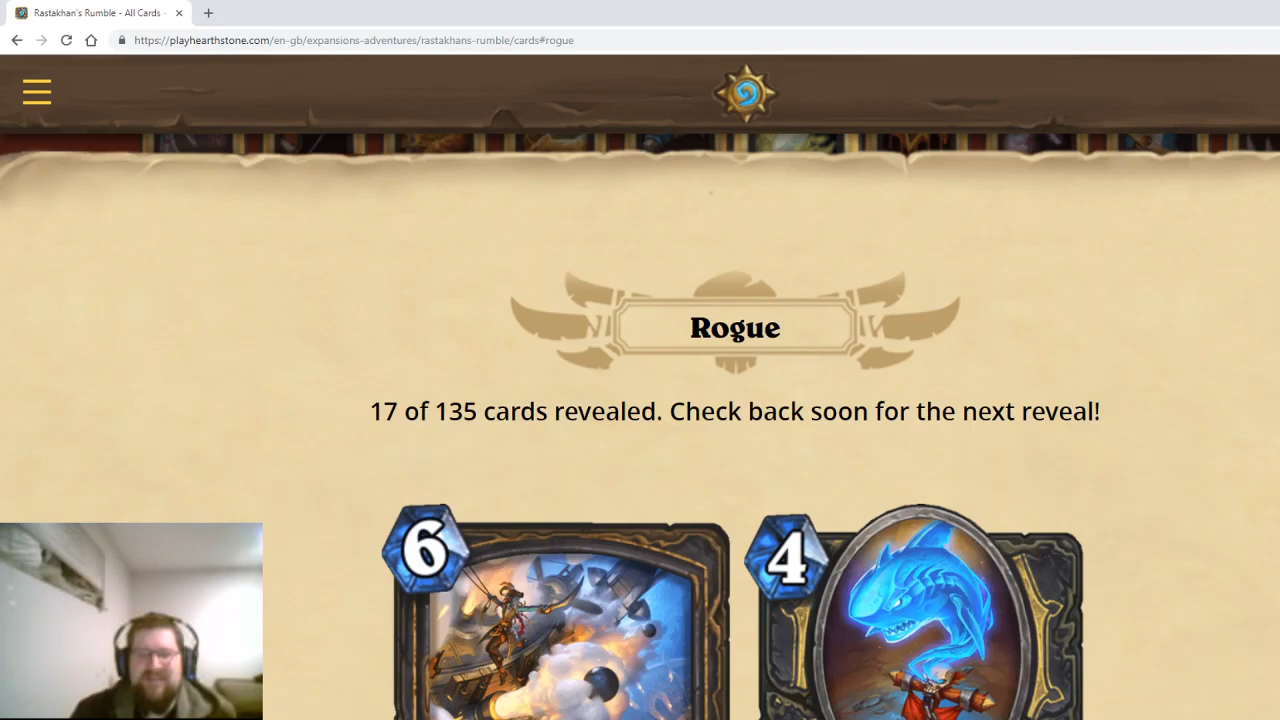 Rastakhan's Rumble - All Cards -
https://playhearthstone.com/en-gb/expansions-adventures/rastakhans-rumble/cards#rogue
Rogue
17 of 135 cards revealed. Check back soon for the next reveal!
6
4